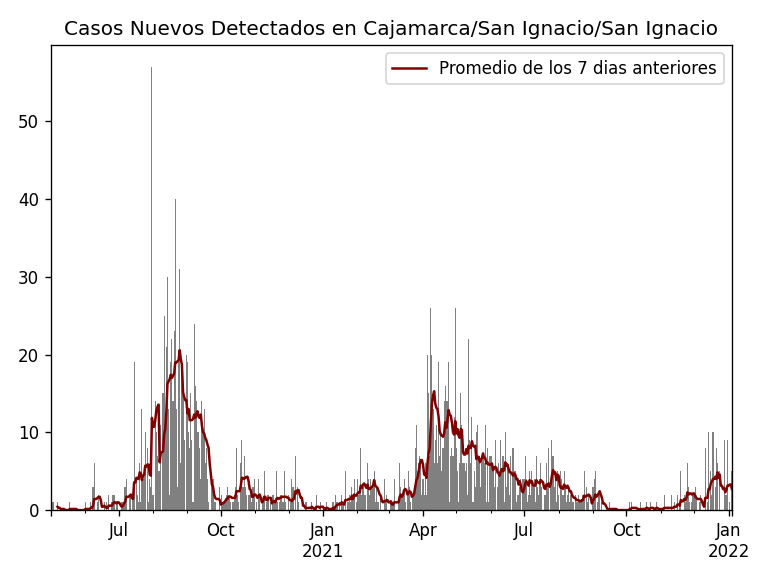 Casos Nuevos Detectados en Cajamarca/San Ignacio/San Ignacio
Promedio de los 7 dias anteriores
50
40
30
20
10
0
Jul
Oct
Jan
2021
Apr
Jul
Oct
Jan
2022